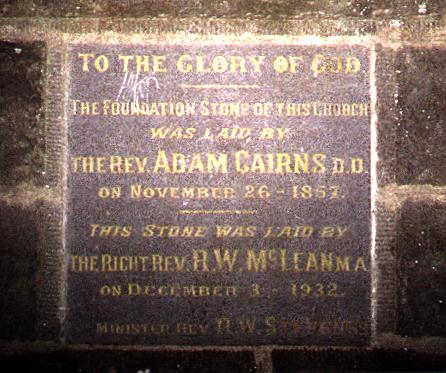 TO THE GLORY OF GOD
THE FOUNDATION STONE OF THIS CHURCH
WAS LAID BY
THE REV. ADAM CAIRNS D.D.
ON NOVEMBER 26 - 1857.
THIS STONE WAS LAID BY
THE RIGHT REV. R.W. McLEAN M.A.
ON DECEMBER 3 - 1932.
MINISTER REV. W.